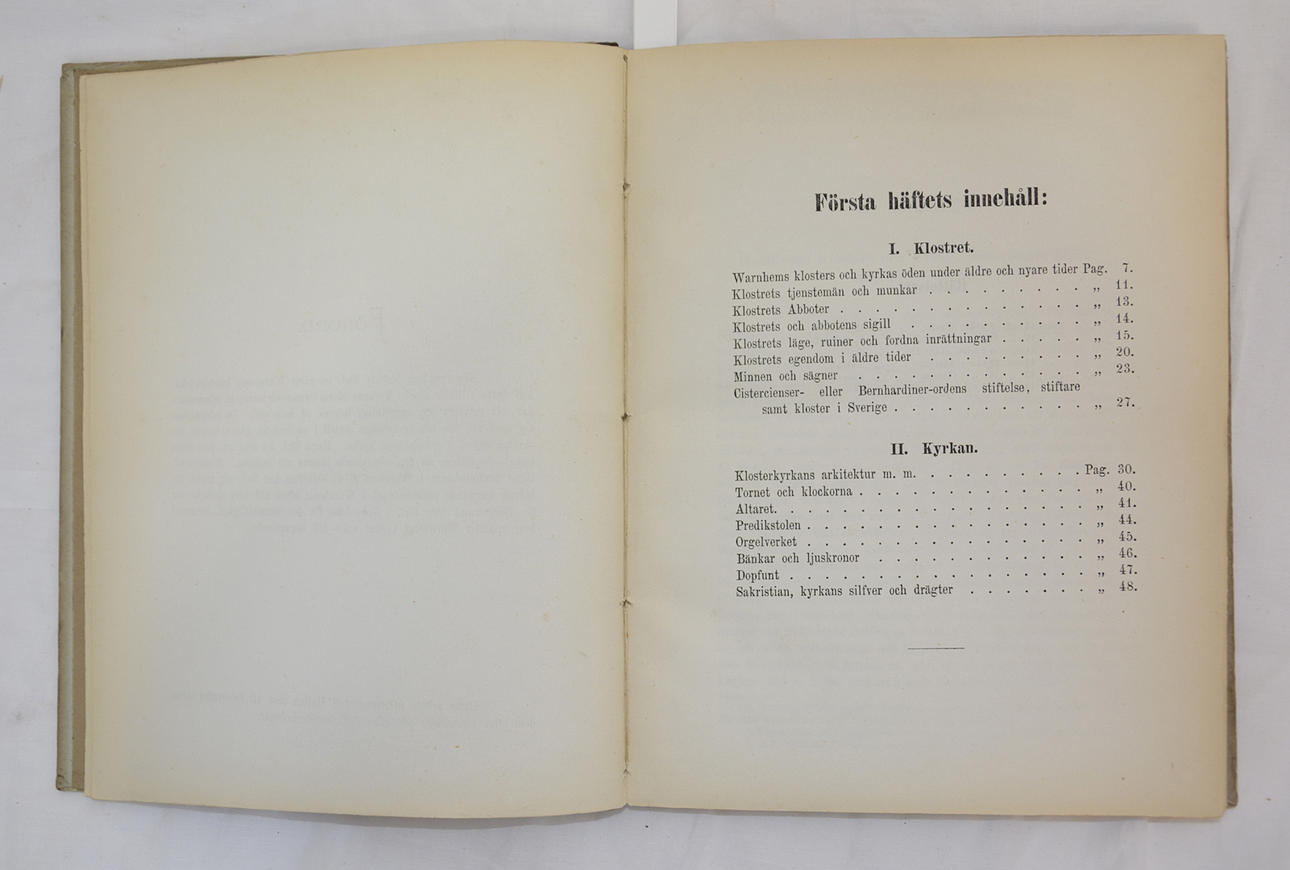 Första häftets innehåll:
I. Klostret.
Warnhems klosters och kyrkas öden under äldre och nyare tider Pag. 7.
Klostrets tjenstemän och munkar . . . . . . . . . „ 11.
Klostrets Abboter . . . . . . . . . . . . . . „ 13.
Klostrets och abbotens sigill . . . . . . . . . . „ 14.
Klostrets läge, ruiner och fordna inrättningar . . . . . „ 15.
Klostrets egendom i äldre tider . . . . . . . . . „ 20.
Minnen och sägner . . . . . . . . . . . . . „ 23.
Cistercienser- eller Bernhardiner-ordens stiftelse, stiftare
samt kloster i Sverige . . . . . . . . . . . „ 27.
II. Kyrkan.
Klosterkyrkans arkitektur m. m. . . . . . . . . . . Pag. 30.
Tornet och klockorna . . . . . . . . . . . . . „ 40.
Altaret. . . . . . . . . . . . . . . . . . „ 41.
Predikstolen . . . . . . . . . . . . . . . . „ 44.
Orgelverket . . . . . . . . . . . . . . . . „ 45.
Bänkar och ljuskronor . . . . . . . . . . . . „ 46.
Dopfunt . . . . . . . . . . . . . . . . . „ 47.
Sakristian, kyrkans silfver och drägter . . . . . . . „ 48.